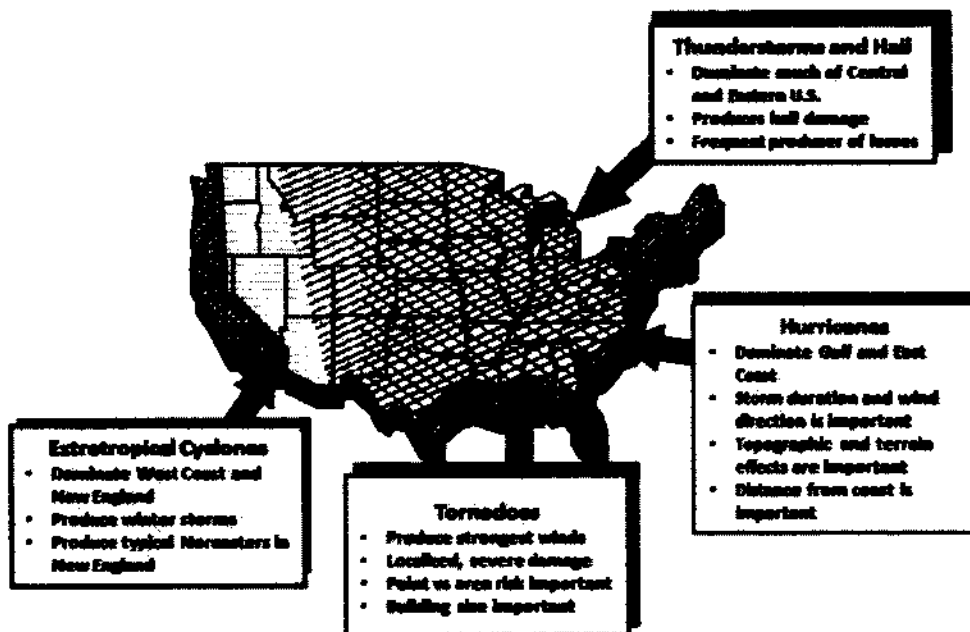 Thunderstorms and Hail
• Dominate much of Central
and Eastern U.S.
• Produces hail damage
• Frequent producer of losses
Hurricanes
• Dominate Gulf and East
Coast
• Storm duration and wind
direction is important
• Topographic and terrain
effects are important
• Distance from coast is
important
Extratropical Cyclones
• Dominate West Coast and
New England
• Produce winter storms
• Produce typical Noreasters in
New England
Tornadoes
• Produce strongest winds
• Localized, severe damage
• Point vs area risk important
• Building size important